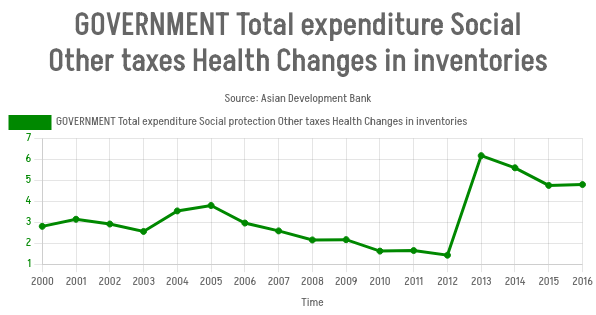 GOVERNMENT Total expenditure Social
Other taxes Health Changes in inventories
Source: Asian Development Bank
GOVERNMENT Total expenditure Social protection Other taxes Health Changes in inventories
7
6
5
4
3
2
1
2000 2001 2002 2003 2004 2005 2006 2007 2008 2009 2010 2011 2012 2013 2014 2015 2016
Time